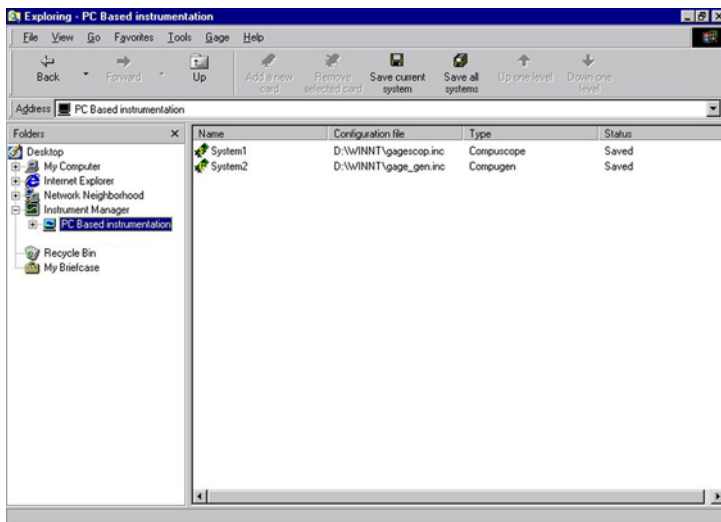 Exploring - PC Based instrumentation
File View Go Favorites Tools Gage Help
Back Forward Up Add a new card Remove selected card Save current system Save all systems Up one level Down one level
Address PC Based instrumentation
Folders
Name Configuration file Type Status
Desktop
My Computer
Internet Explorer
Network Neighborhood
Instrument Manager
PC Based instrumentation
Recycle Bin
My Briefcase
System1 D:\WINNT\gagescop.inc Compuscope Saved
System2 D:\WINNT\gage_gen.inc Compugen Saved